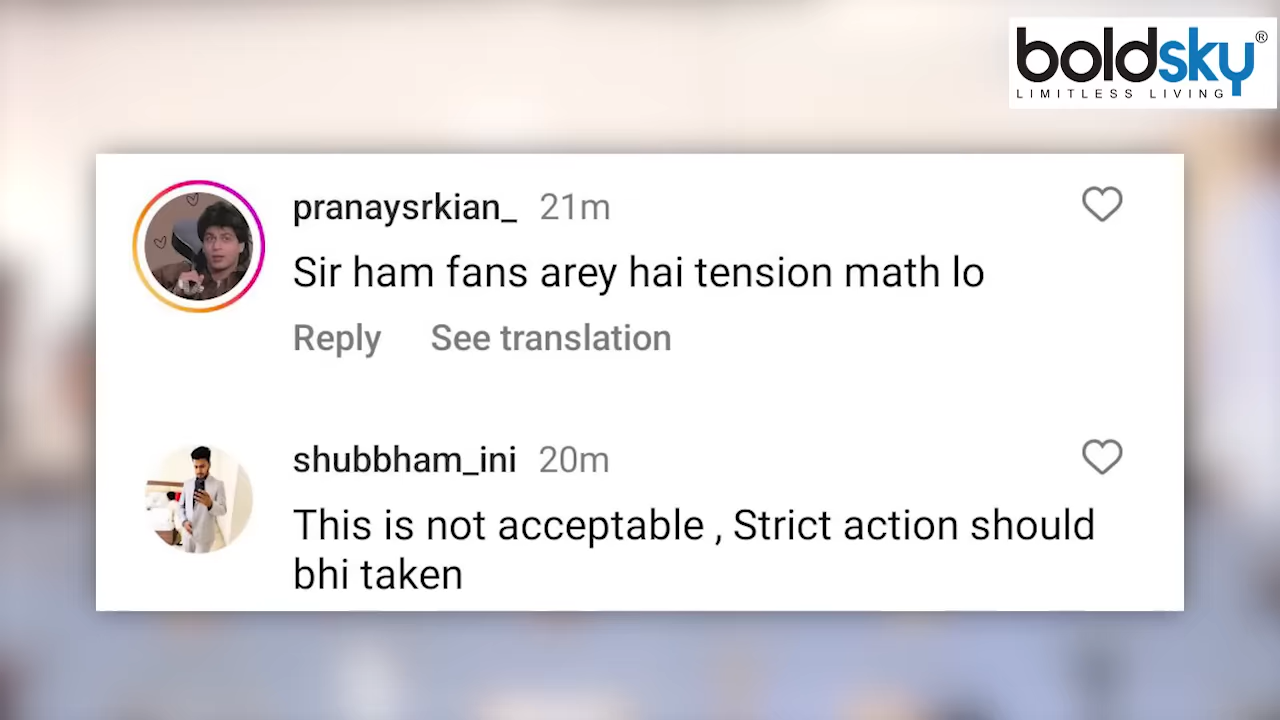 boldsky®
LIMITLESS LIVING
pranaysrkian_ 21m
Sir ham fans arey hai tension math lo
Reply See translation
shubbham_ini 20m
This is not acceptable , Strict action should
bhi taken